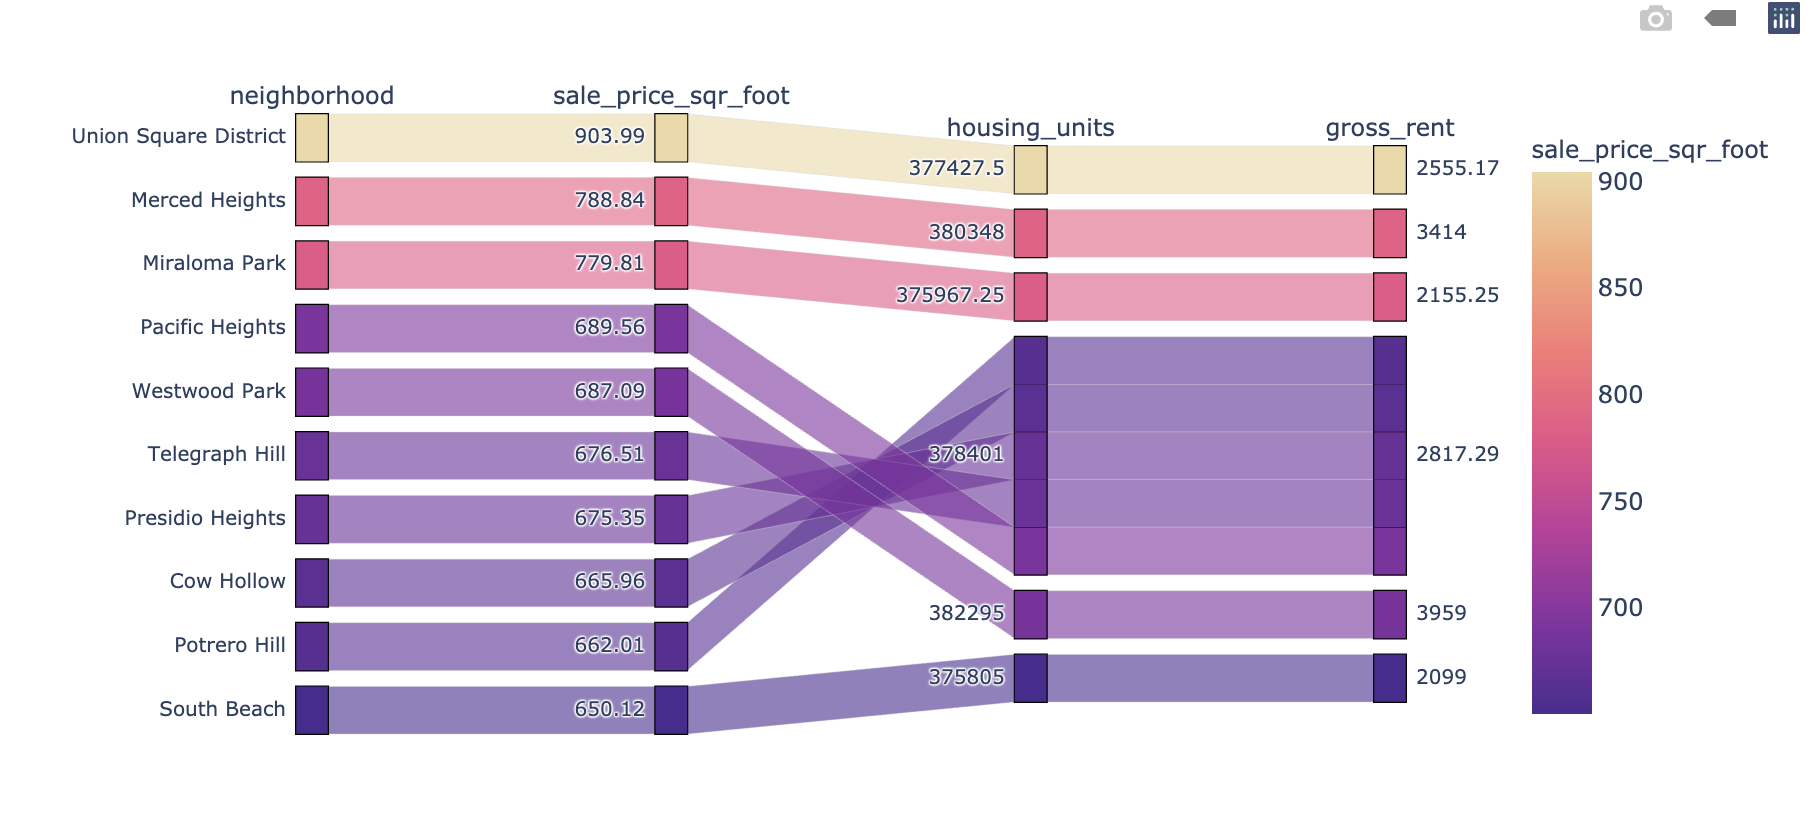 neighborhood
sale_price_sqr_foot
housing_units
gross_rent
sale_price_sqr_foot
Union Square District
903.99
377427.5
2555.17
900
Merced Heights
788.84
380348
3414
Miraloma Park
779.81
375967.25
2155.25
850
Pacific Heights
689.56
Westwood Park
687.09
800
Telegraph Hill
676.51
378401
2817.29
Presidio Heights
675.35
750
Cow Hollow
665.96
382295
3959
700
Potrero Hill
662.01
375805
2099
South Beach
650.12